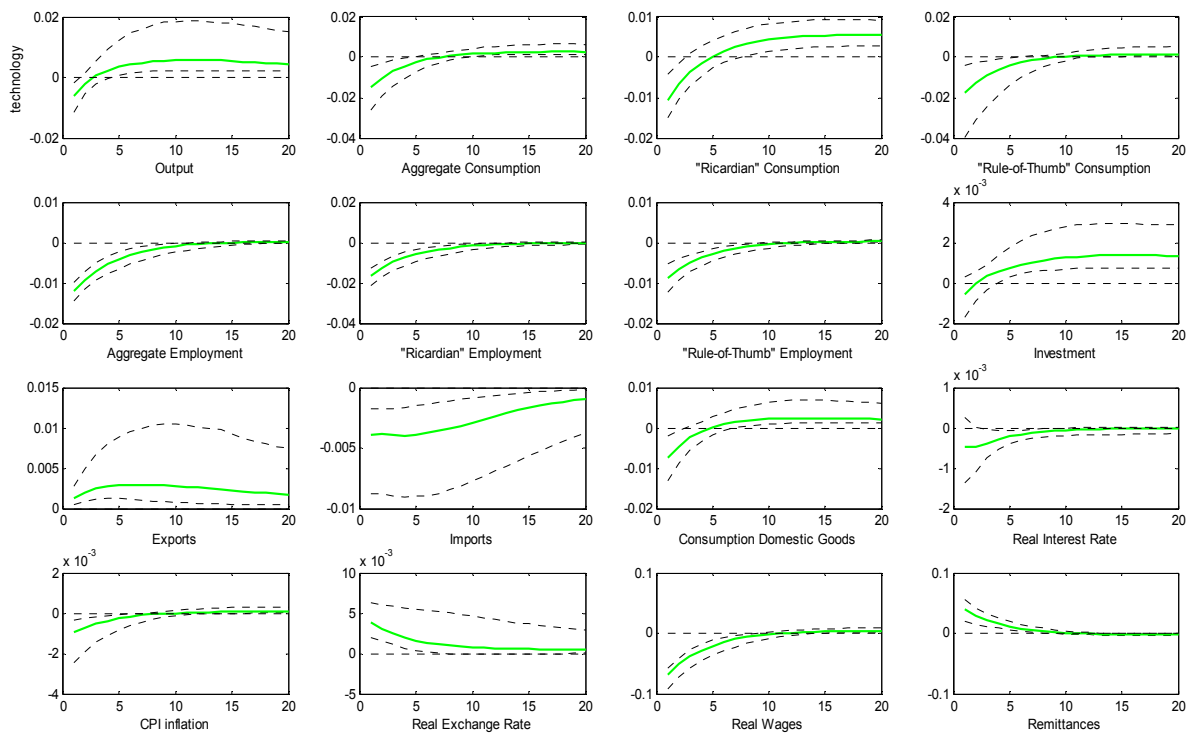 technology
0.02
0
-0.02
0 5 10 15 20
Output
0.02
0
-0.02
-0.04
0 5 10 15 20
Aggregate Consumption
0.01
0
-0.01
0.02
0 5 10 15 20
"Ricardian" Consumption
0.02
0
-0.02
-0.04
0 5 10 15 20
"Rule-of-Thumb" Consumption
0.01
0
-0.01
-0.02
0 5 10 15 20
Aggregate Employment
0.02
0
-0.02
-0.04
0 5 10 15 20
"Ricardian" Employment
0.01
0
-0.01
-0.02
0 5 10 15 20
"Rule-of-Thumb" Employment
x 10-3
4
2
0
-2
0 5 10 15 20
Investment
0.015
0.01
0.005
0
0 5 10 15 20
Exports
0
-0.005
-0.01
0 5 10 15 20
Imports
0.01
0
-0.01
-0.02
0 5 10 15 20
Consumption Domestic Goods
x 10-3
1
0
1
-2
0 5 10 15 20
Real Interest Rate
x 10-3
2
0
-2
-4
0 5 10 15 20
CPI inflation
x 10-3
10
5
0
-5
0 5 10 15 20
Real Exchange Rate
0.1
0
-0.1
0 5 10 15 20
Real Wages
0.1
0
-0.1
0 5 10 15 20
Remittances